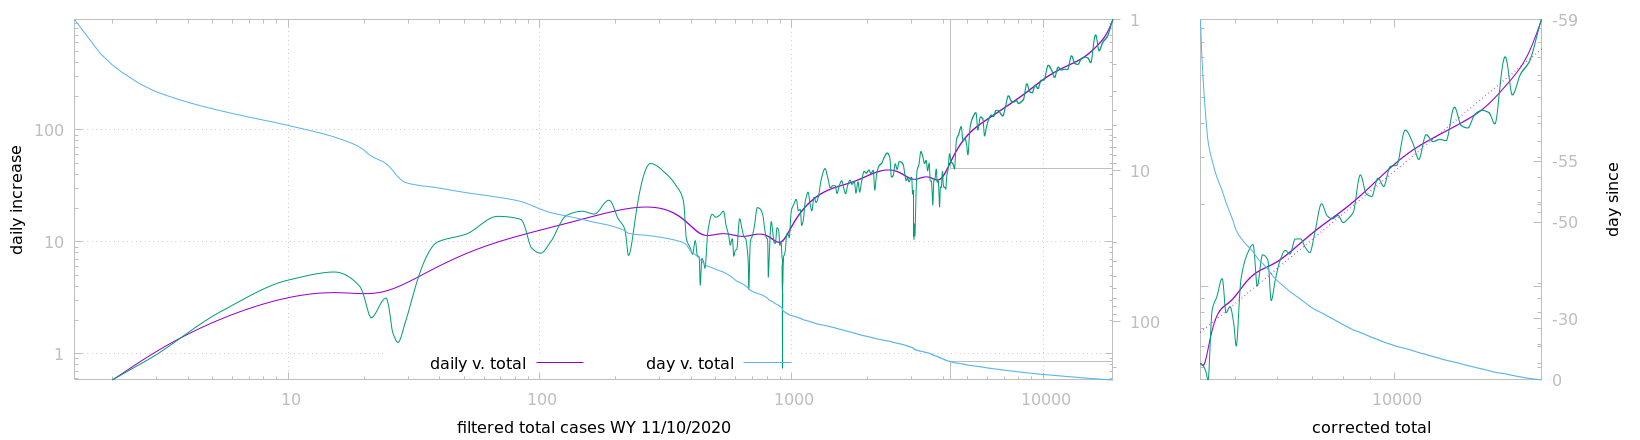 daily increase
100
10
1
10
100
1000
10000
filtered total cases WY 11/10/2020
daily v. total
day v. total
1
10
100
10000
corrected total
-59
-55
-50
-30
0
day since